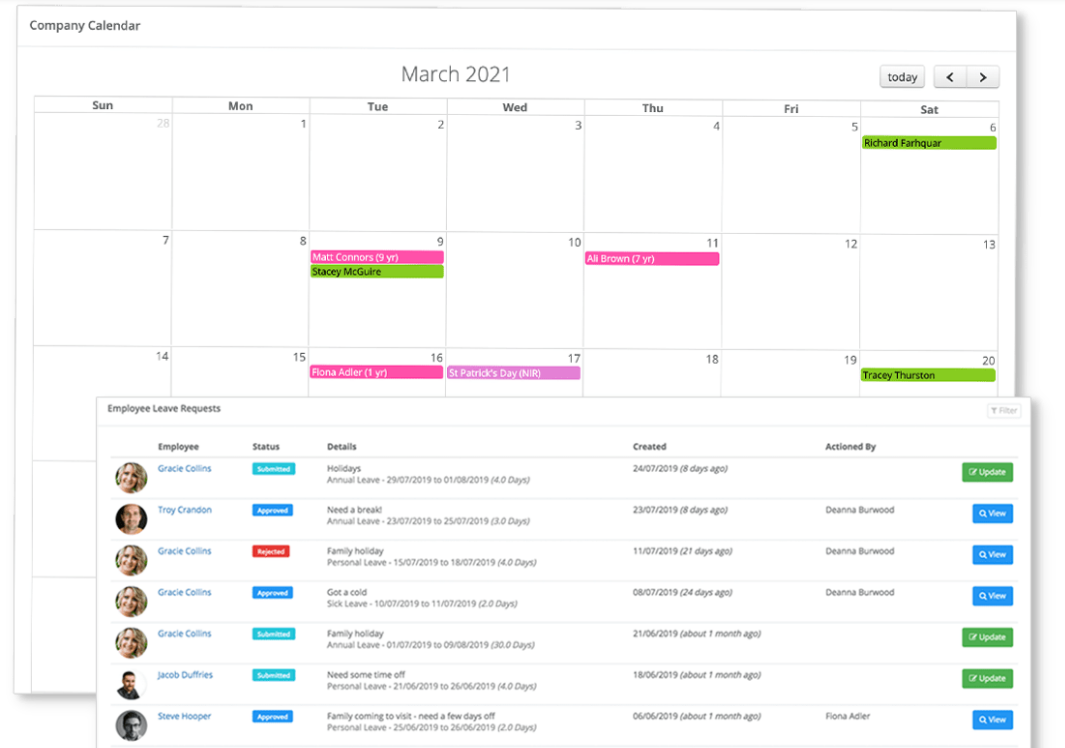 Company Calendar
March 2021
today
Sun Mon Tue Wed Thu Fri Sat
28 1 2 3 4 5 6
Richard Farhquar
7 8 9 10 11 12 13
Matt Connors (9 yr) Ali Brown (7 yr)
Stacey McGuire
14 15 16 17 18 19 20
Fiona Adler (1 yr) St Patrick's Day (NIR) Tracey Thurston
Employee Leave Requests Filter
Employee Status Details Created Actioned By
Gracie Collins Submitted Holidays 24/07/2019 (8 days ago) Update
Annual Leave - 29/07/2019 to 01/08/2019 (4.0 Days)
Troy Crandon Approved Need a break! 23/07/2019 (8 days ago) Deanna Burwood View
Annual Leave - 23/07/2019 to 25/07/2019 (3.0 Days)
Gracie Collins Rejected Family holiday 11/07/2019 (21 days ago) Deanna Burwood View
Personal Leave - 15/07/2019 to 18/07/2019 (4.0 Days)
Gracie Collins Approved Got a cold 08/07/2019 (24 days ago) Deanna Burwood View
Sick Leave - 10/07/2019 to 11/07/2019 (2.0 Days)
Gracie Collins Submitted Family holiday 21/06/2019 (about 1 month ago) Update
Annual Leave - 01/07/2019 to 09/08/2019 (30.0 Days)
Jacob Duffries Submitted Need some time off 18/06/2019 (about 1 month ago) Update
Personal Leave - 21/06/2019 to 26/06/2019 (4.0 Days)
Steve Hooper Approved Family coming to visit - need a few days off 06/06/2019 (about 1 month ago) Fiona Adler View
Personal Leave - 25/06/2019 to 26/06/2019 (2.0 Days)